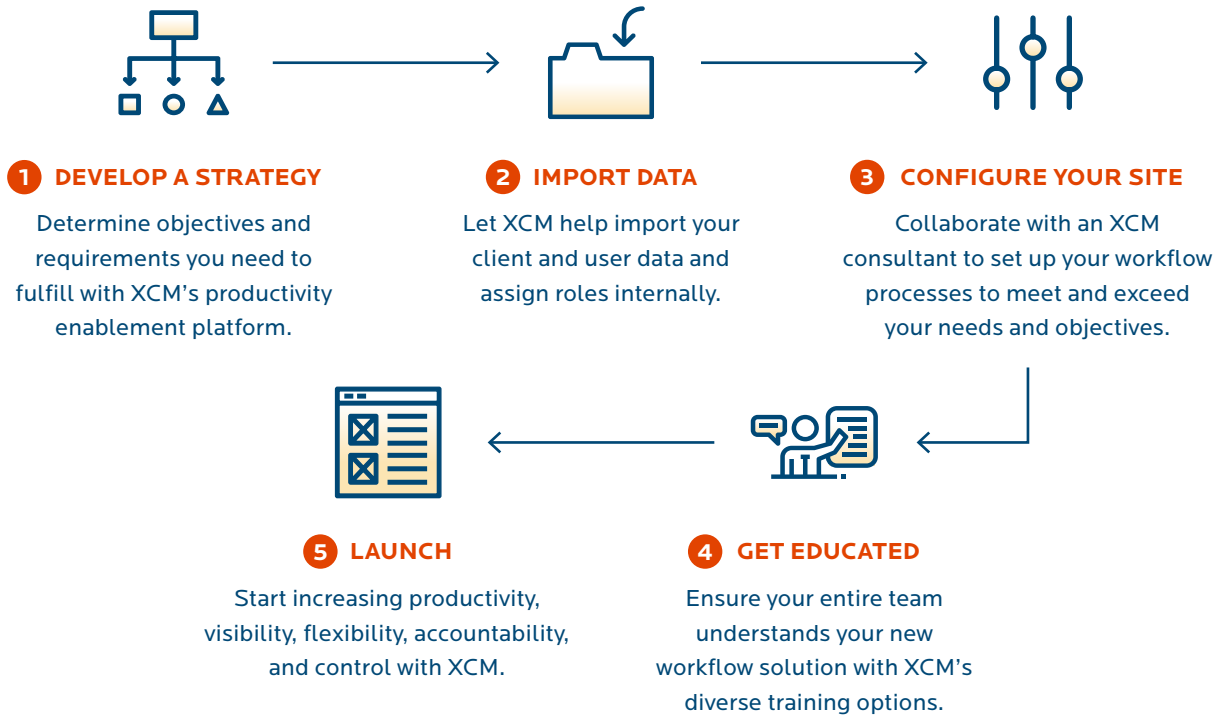 1 DEVELOP A STRATEGY
Determine objectives and
requirements you need to
fulfill with XCM’s productivity
enablement platform.
2 IMPORT DATA
Let XCM help import your
client and user data and
assign roles internally.
3 CONFIGURE YOUR SITE
Collaborate with an XCM
consultant to set up your workflow
processes to meet and exceed
your needs and objectives.
4 GET EDUCATED
Ensure your entire team
understands your new
workflow solution with XCM’s
diverse training options.
5 LAUNCH
Start increasing productivity,
visibility, flexibility, accountability,
and control with XCM.